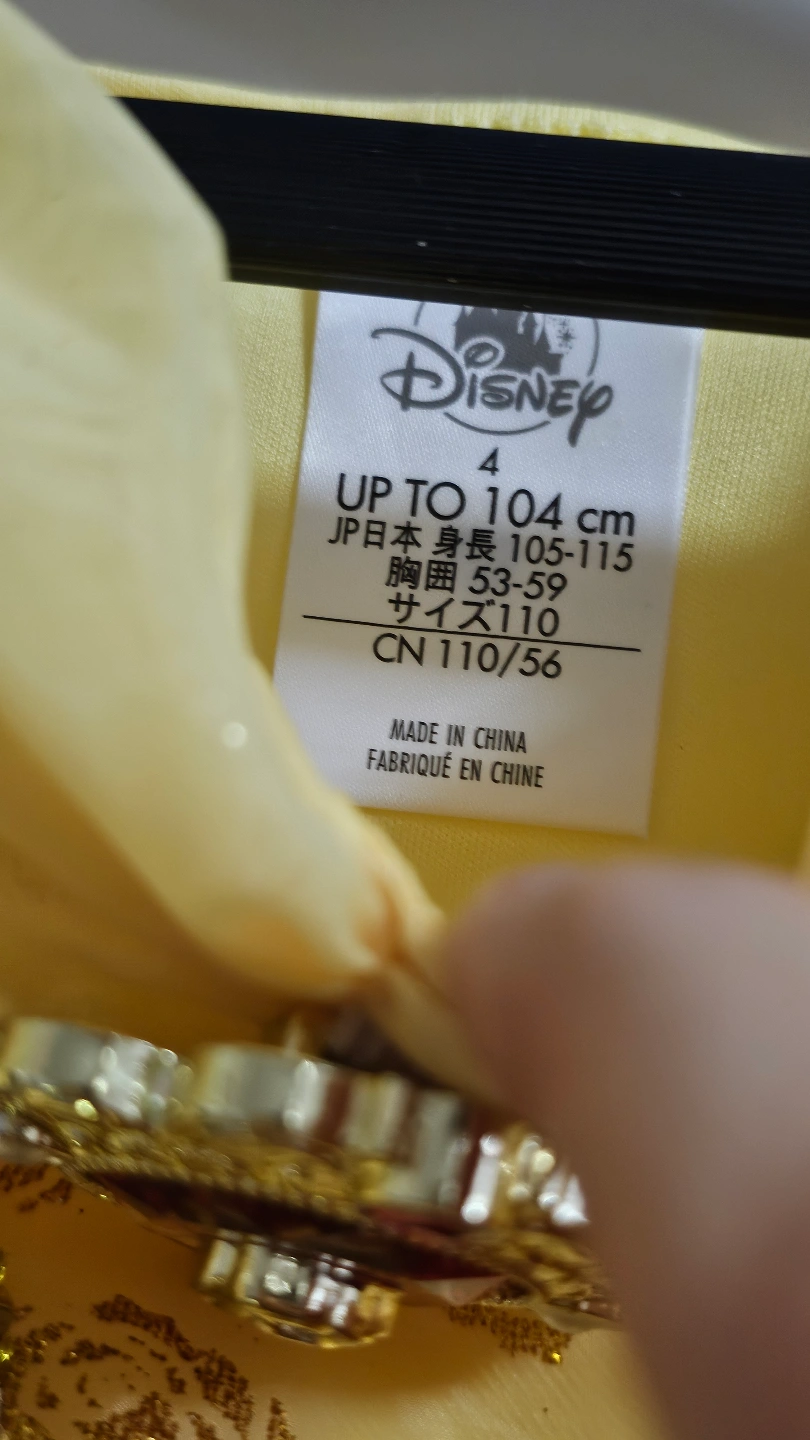 Disney
4
UP TO 104 cm
JP日本 身長 105-115
胸囲 53-59
サイズ110
CN 110/56
MADE IN CHINA
FABRIQUÉ EN CHINE